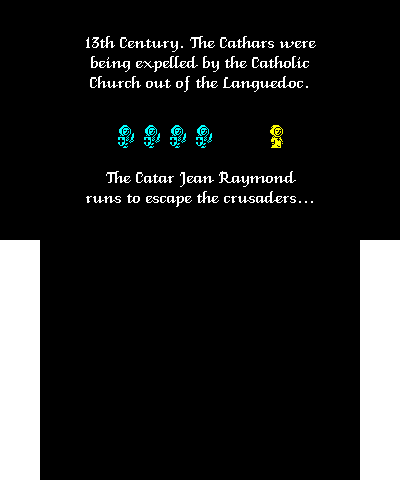 13th Century. The Cathars were
being expelled by the Catholic
Church out of the Languedoc.
The Catar Jean Raymond
runs to escape the crusaders...